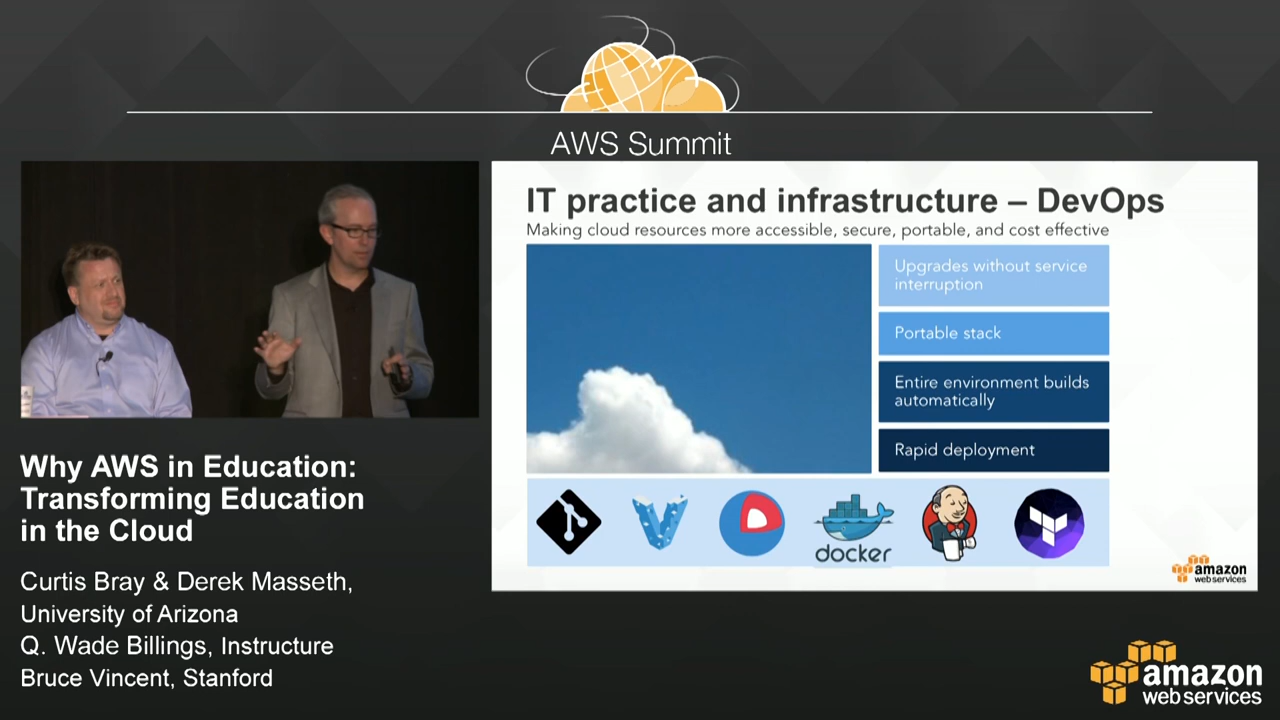 AWS Summit
IT practice and infrastructure – DevOps
Making cloud resources more accessible, secure, portable, and cost effective
Upgrades without service
interruption
Portable stack
Entire environment builds
automatically
Rapid deployment
docker
amazon
web services
Why AWS in Education:
Transforming Education
in the Cloud
Curtis Bray & Derek Masseth,
University of Arizona
Q. Wade Billings, Instructure
Bruce Vincent, Stanford
amazon
web services